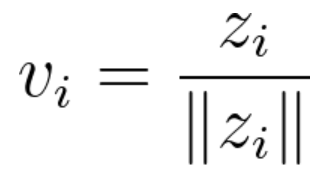 $v_i = \frac{z_i}{\|z_i\|}$